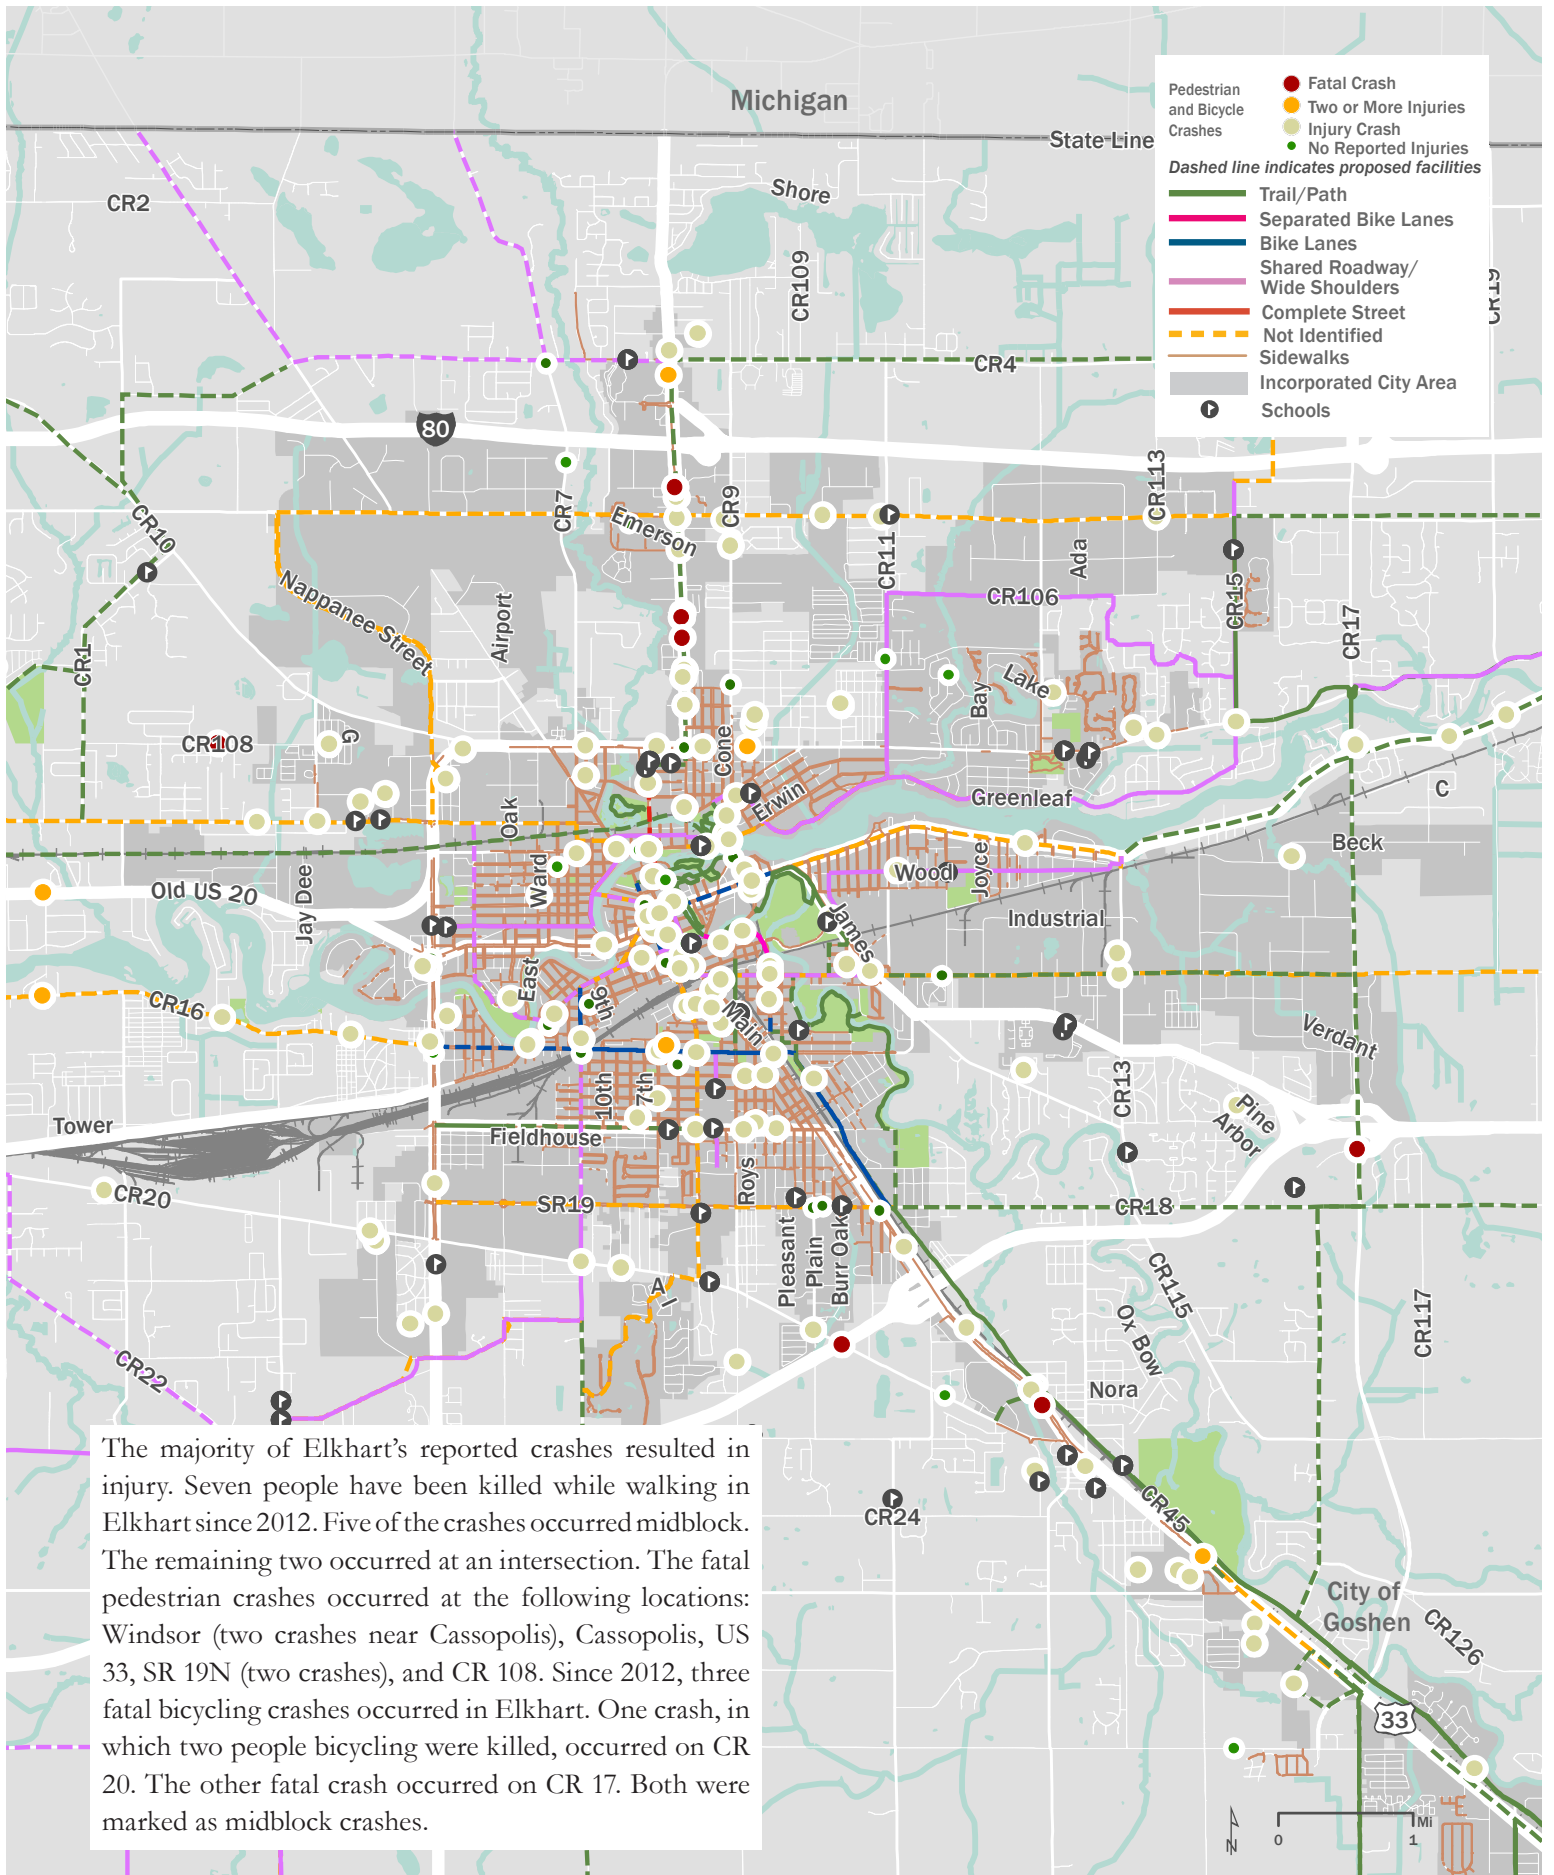 Michigan
State Line
Pedestrian
and Bicycle
Crashes
Fatal Crash
Two or More Injuries
Injury Crash
No Reported Injuries
Dashed line indicates proposed facilities
Trail/Path
Separated Bike Lanes
Bike Lanes
Shared Roadway/
Wide Shoulders
Complete Street
Not Identified
Sidewalks
Incorporated City Area
Schools
CR2
Shore
CR109
CR19
CR4
80
CR7
CR9
CR10
Emerson
CR11
CR113
Ada
CR106
CR15
CR17
Nappanee Street
Airport
CR1
Lake
Bay
CR108
G
Cone
Erwin
Greenleaf
C
Oak
Beck
Ward
Wood
Joyce
Old US 20
Jay Dee
James
Industrial
East
9th
CR16
Main
Verdant
10th
7th
CR13
Pine
Arbor
Tower
Fieldhouse
Roys
CR20
SR19
CR18
Pleasant
Plain
Burr Oak
A
I
CR115
Ox Bow
CR117
CR22
Nora
CR24
CR45
City of
Goshen
CR126
33
The majority of Elkhart’s reported crashes resulted in
injury. Seven people have been killed while walking in
Elkhart since 2012. Five of the crashes occurred midblock.
The remaining two occurred at an intersection. The fatal
pedestrian crashes occurred at the following locations:
Windsor (two crashes near Cassopolis), Cassopolis, US
33, SR 19N (two crashes), and CR 108. Since 2012, three
fatal bicycling crashes occurred in Elkhart. One crash, in
which two people bicycling were killed, occurred on CR
20. The other fatal crash occurred on CR 17. Both were
marked as midblock crashes.
N
Mi
0
1